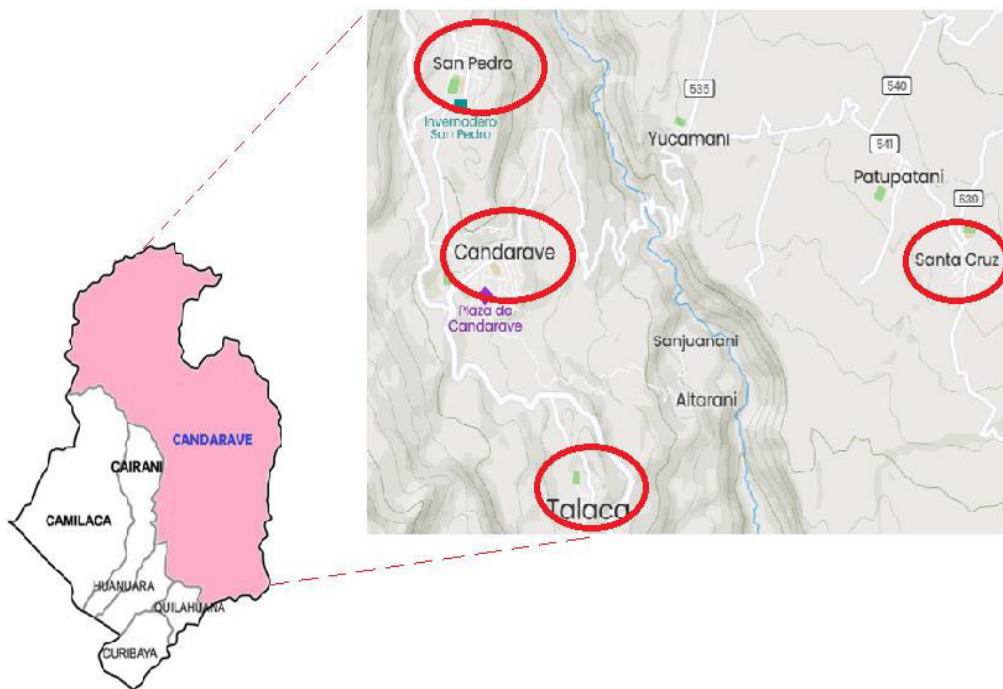 San Pedro
Invernadero
San Pedro
535
540
Yucamani
541
Patupatani
639
Candarave
Santa Cruz
Plaza de
Candarave
Sanjuanani
Altarani
Talaca
CANDARAVE
CAIRANI
CAMILACA
HUANUARA
QUILAHUANA
CURIBAYA